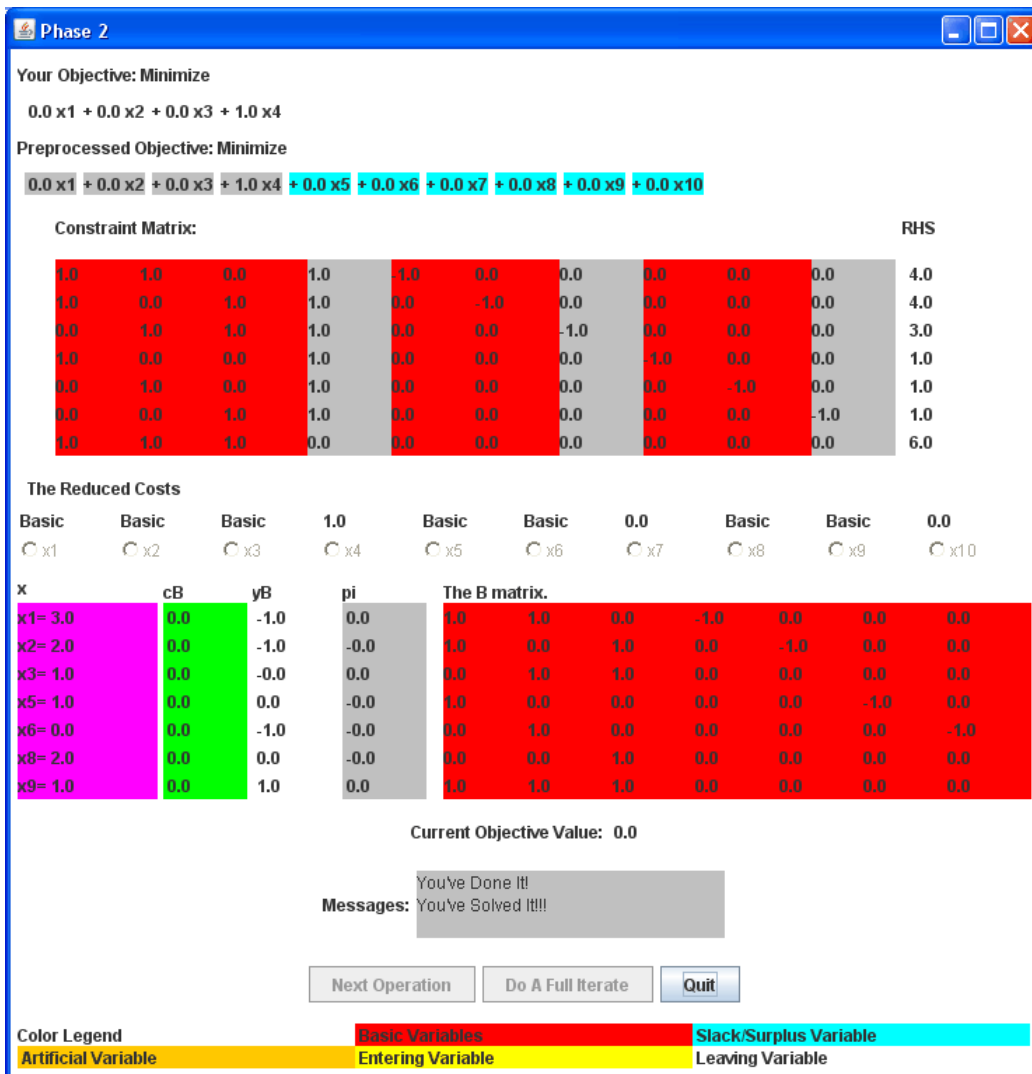 Phase 2
Your Objective: Minimize
0.0 x1 + 0.0 x2 + 0.0 x3 + 1.0 x4
Preprocessed Objective: Minimize
0.0 x1 + 0.0 x2 + 0.0 x3 + 1.0 x4 + 0.0 x5 + 0.0 x6 + 0.0 x7 + 0.0 x8 + 0.0 x9 + 0.0 x10
Constraint Matrix: RHS
1.0 1.0 0.0 1.0 -1.0 0.0 0.0 0.0 0.0 0.0 4.0
1.0 0.0 1.0 1.0 0.0 -1.0 0.0 0.0 0.0 0.0 4.0
0.0 1.0 1.0 1.0 0.0 0.0 -1.0 0.0 0.0 0.0 3.0
1.0 0.0 0.0 1.0 0.0 0.0 0.0 -1.0 0.0 0.0 1.0
0.0 1.0 0.0 1.0 0.0 0.0 0.0 0.0 -1.0 0.0 1.0
0.0 0.0 1.0 1.0 0.0 0.0 0.0 0.0 0.0 -1.0 1.0
1.0 1.0 1.0 0.0 0.0 0.0 0.0 0.0 0.0 0.0 6.0
The Reduced Costs
Basic Basic Basic 1.0 Basic Basic 0.0 Basic Basic 0.0
x1 x2 x3 x4 x5 x6 x7 x8 x9 x10
x cB yB pi The B matrix.
x1= 3.0 0.0 -1.0 0.0 1.0 1.0 0.0 -1.0 0.0 0.0 0.0
x2= 2.0 0.0 -1.0 -0.0 1.0 0.0 1.0 0.0 -1.0 0.0 0.0
x3= 1.0 0.0 -0.0 0.0 0.0 1.0 1.0 0.0 0.0 0.0 0.0
x5= 1.0 0.0 0.0 -0.0 1.0 0.0 0.0 0.0 0.0 -1.0 0.0
x6= 0.0 0.0 -1.0 -0.0 0.0 1.0 0.0 0.0 0.0 0.0 -1.0
x8= 2.0 0.0 0.0 -0.0 0.0 0.0 1.0 0.0 0.0 0.0 0.0
x9= 1.0 0.0 1.0 0.0 1.0 1.0 1.0 0.0 0.0 0.0 0.0
Current Objective Value: 0.0
You've Done It!
Messages: You've Solved It!!!
Next Operation Do A Full Iterate Quit
Color Legend Basic Variables Slack/Surplus Variable
Artificial Variable Entering Variable Leaving Variable